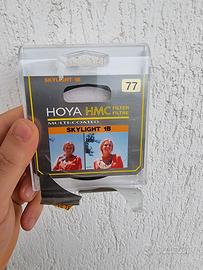 SKYLIGHT 1B
77
HOYA HMC FILTER
FILTRE
MULTI-COATED
SKYLIGHT 1B